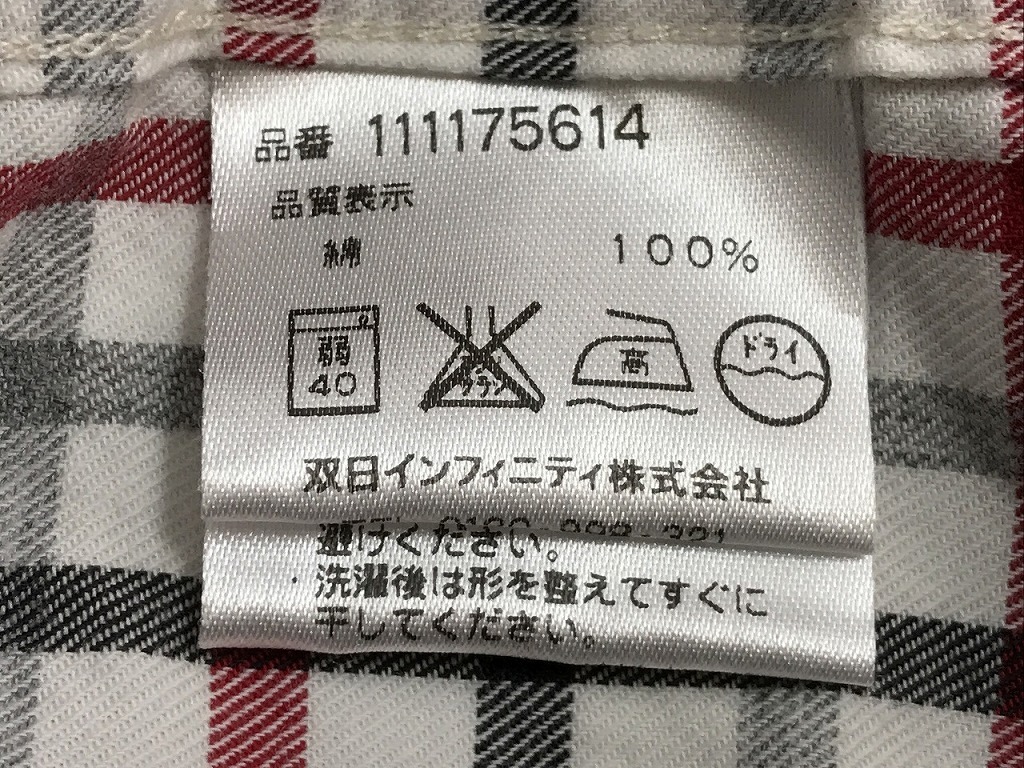 品番 111175614
品質表示
綿 100%
弱
40
高
ドライ
双日インフィニティ株式会社
避けください。
・洗濯後は形を整えてすぐに
干してください。